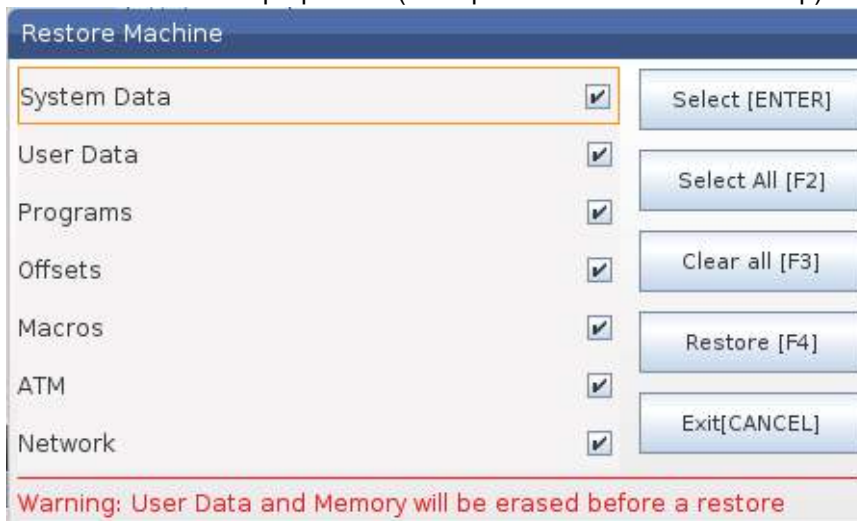 Restore Machine
System Data
Select [ENTER]
User Data
Select All [F2]
Programs
Offsets
Clear all [F3]
Macros
Restore [F4]
ATM
Exit[CANCEL]
Network
Warning: User Data and Memory will be erased before a restore